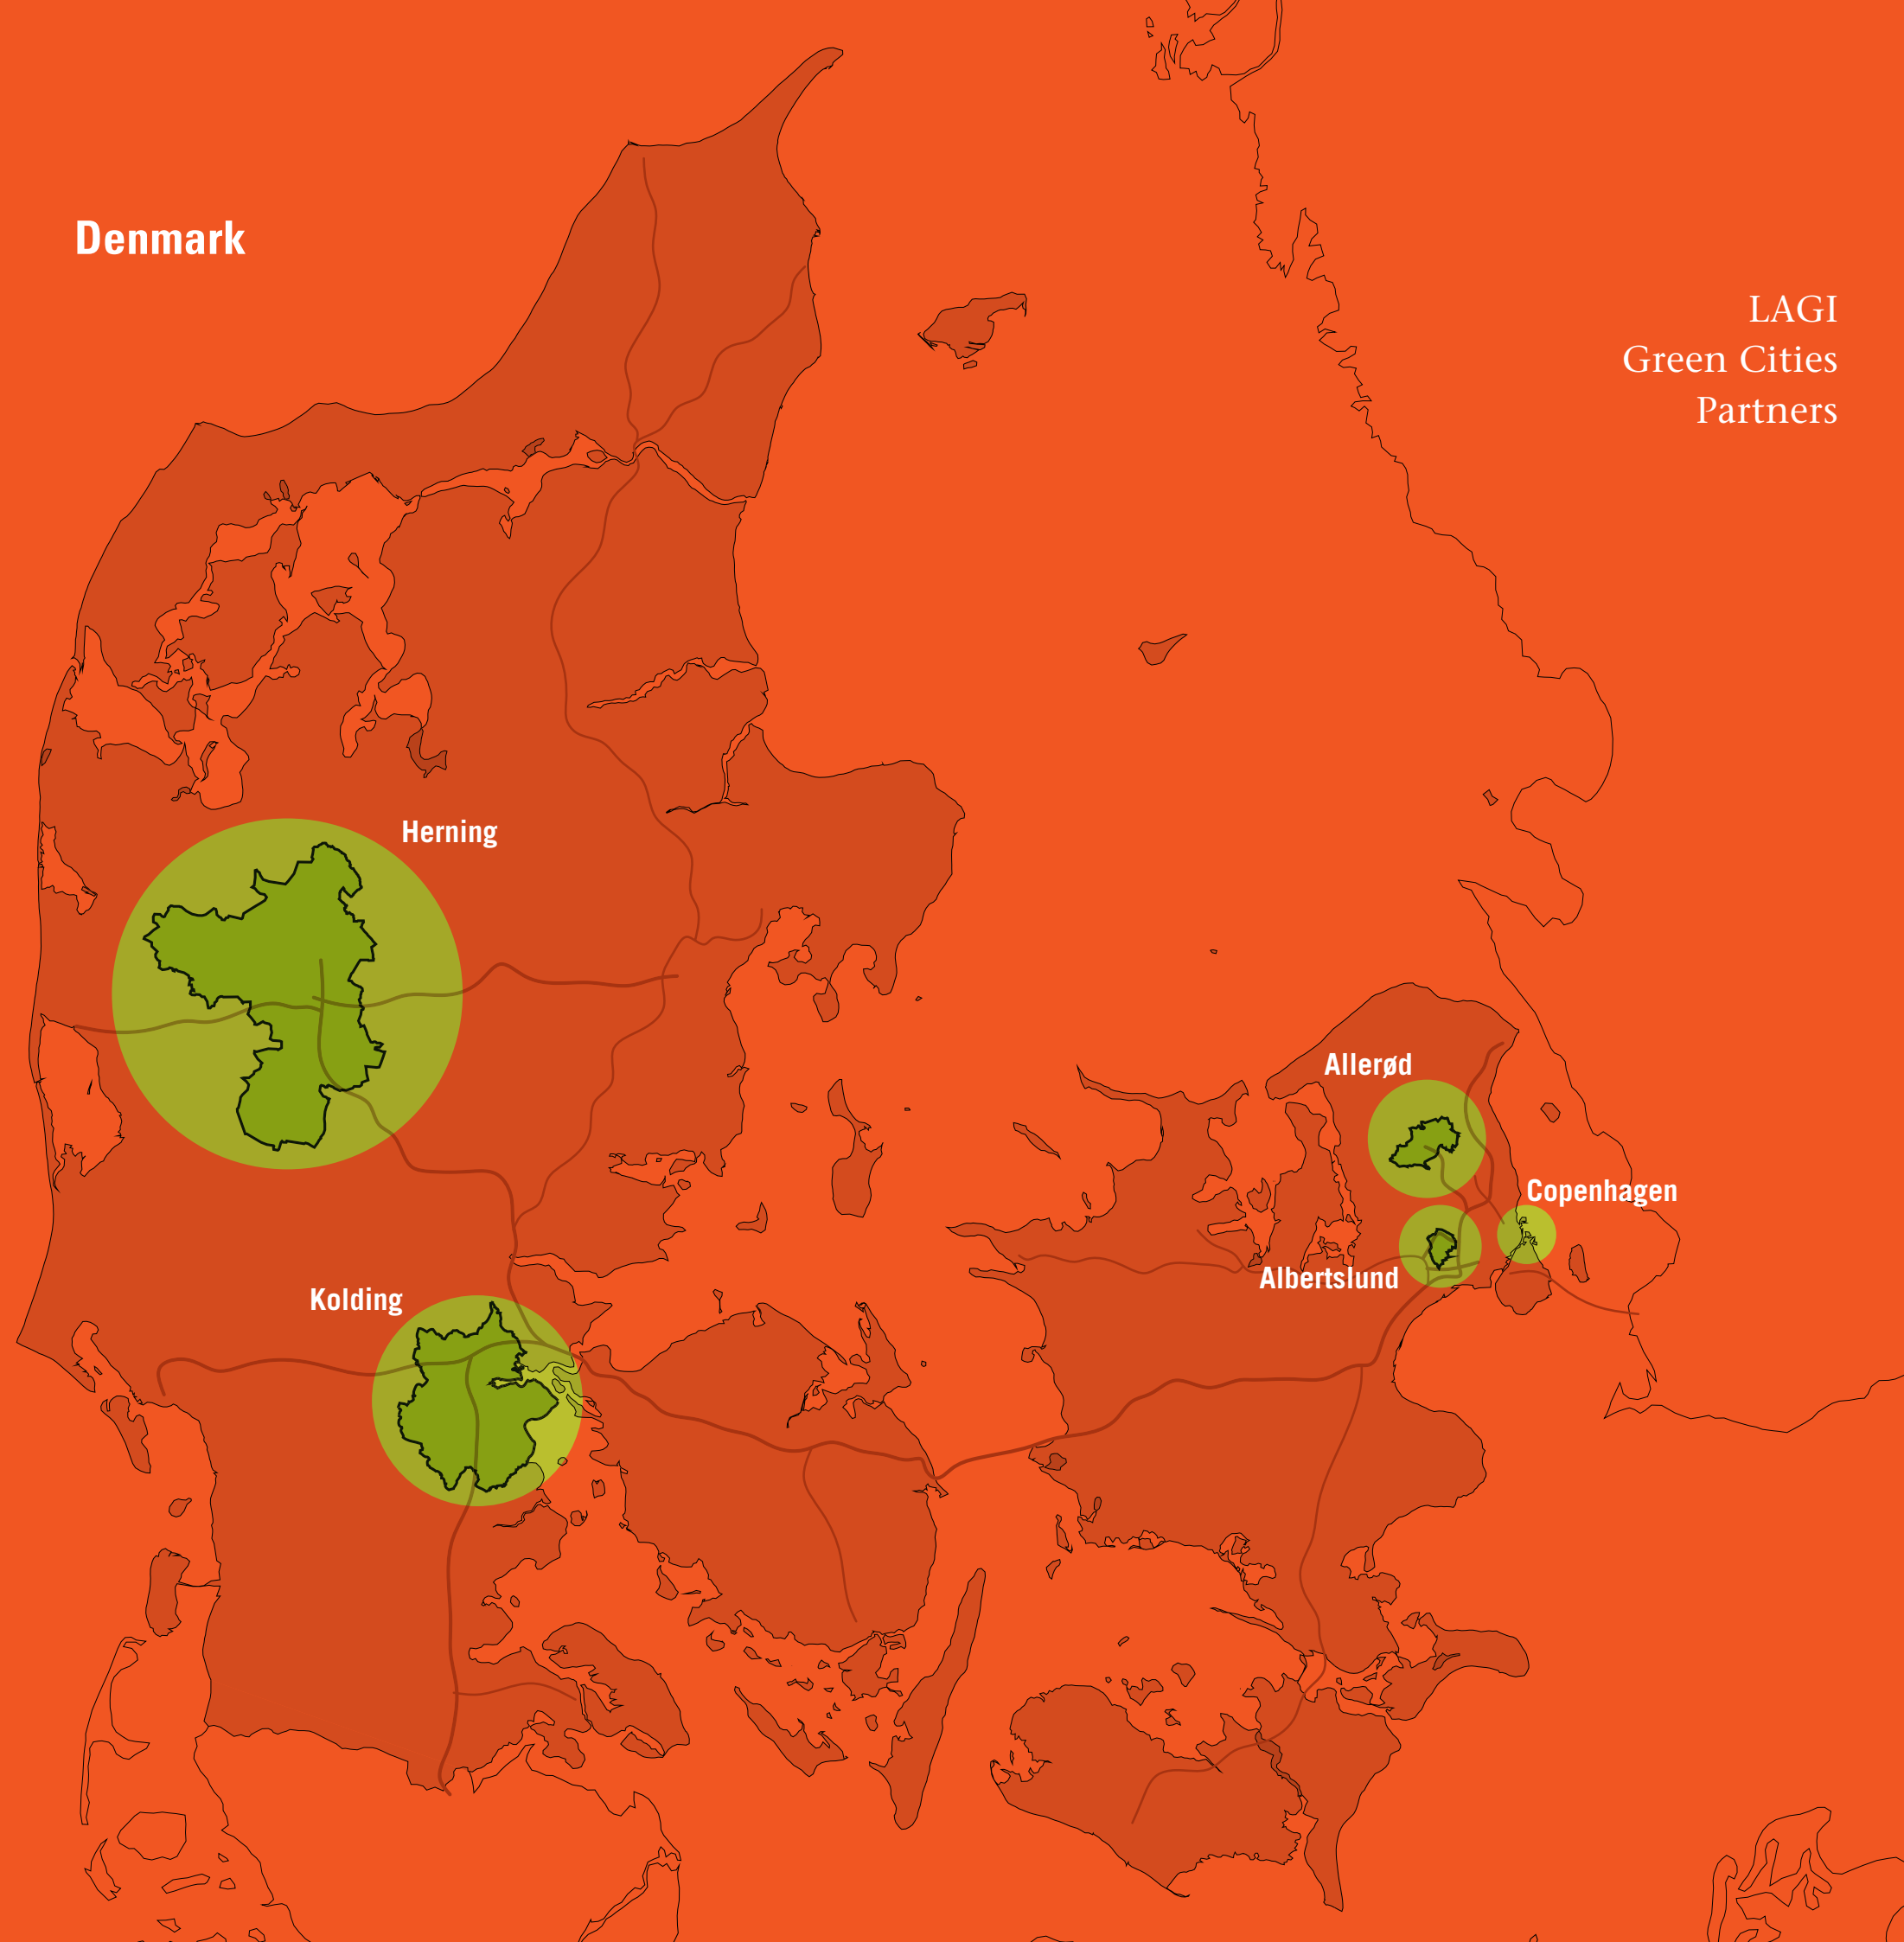 Denmark
LAGI
Green Cities
Partners
Herning
Allerød
Copenhagen
Albertslund
Kolding